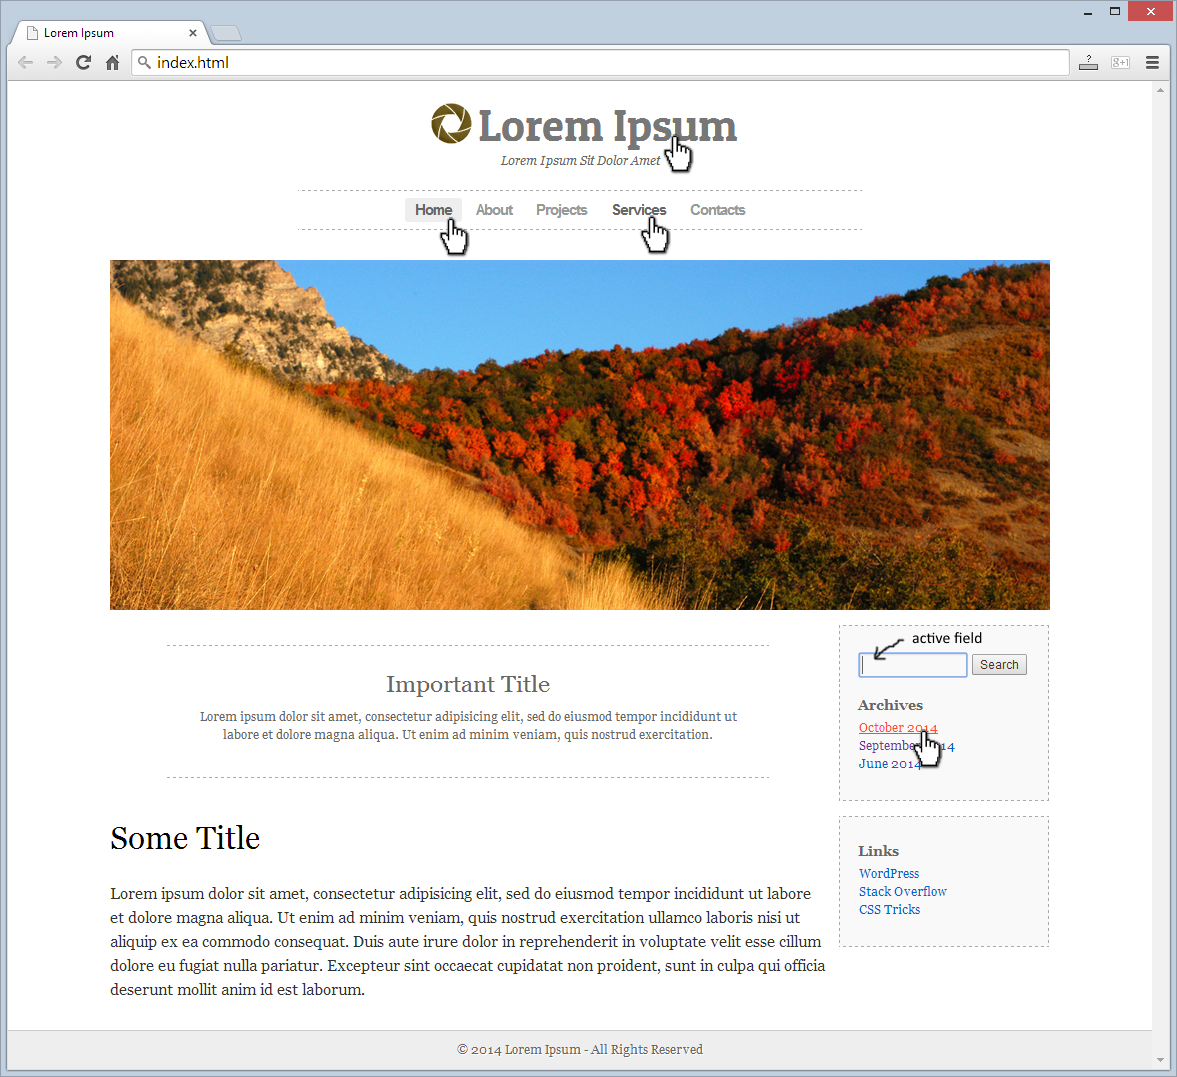 Lorem Ipsum
index.html
?
g+1
Lorem Ipsum
Lorem Ipsum Sit Dolor Amet
Home About Projects Services Contacts
active field
Search
Important Title
Lorem ipsum dolor sit amet, consectetur adipisicing elit, sed do eiusmod tempor incididunt ut
labore et dolore magna aliqua. Ut enim ad minim veniam, quis nostrud exercitation.
Archives
October 2014
September 2014
June 2014
Some Title
Lorem ipsum dolor sit amet, consectetur adipisicing elit, sed do eiusmod tempor incididunt ut labore
et dolore magna aliqua. Ut enim ad minim veniam, quis nostrud exercitation ullamco laboris nisi ut
aliquip ex ea commodo consequat. Duis aute irure dolor in reprehenderit in voluptate velit esse cillum
dolore eu fugiat nulla pariatur. Excepteur sint occaecat cupidatat non proident, sunt in culpa qui officia
deserunt mollit anim id est laborum.
Links
WordPress
Stack Overflow
CSS Tricks
© 2014 Lorem Ipsum - All Rights Reserved